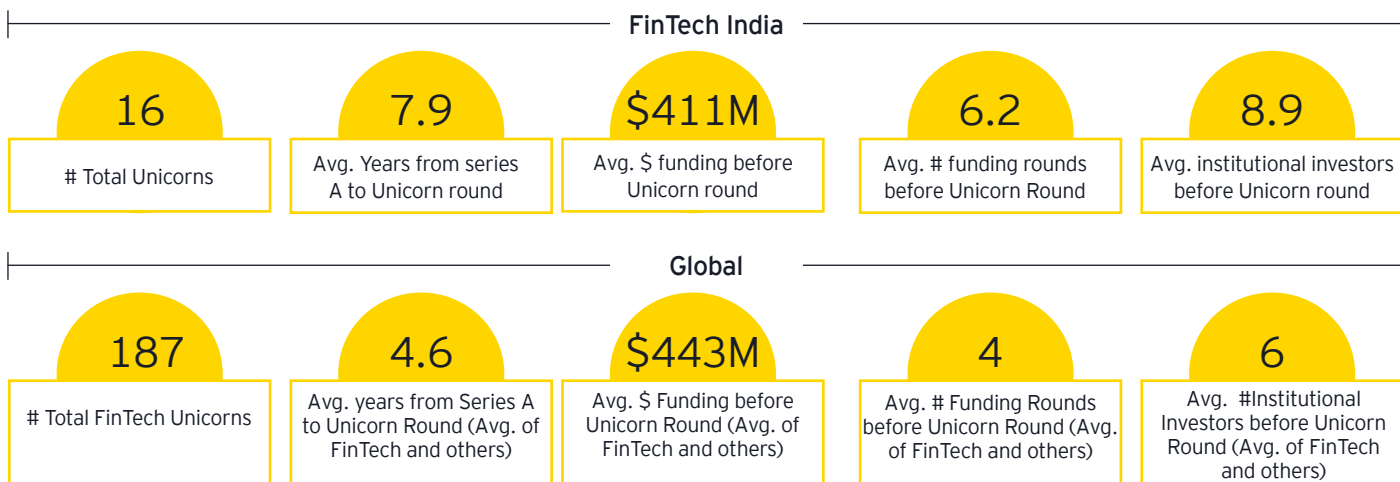 FinTech India
16
# Total Unicorns
7.9
Avg. Years from series
A to Unicorn round
$411M
Avg. $ funding before
Unicorn round
6.2
Avg. # funding rounds
before Unicorn Round
8.9
Avg. institutional investors
before Unicorn round
Global
187
# Total FinTech Unicorns
4.6
Avg. years from Series A
to Unicorn Round (Avg. of
FinTech and others)
$443M
Avg. $ Funding before
Unicorn Round (Avg. of
FinTech and others)
4
Avg. # Funding Rounds
before Unicorn Round (Avg.
of FinTech and others)
6
Avg. #Institutional
Investors before Unicorn
Round (Avg. of FinTech
and others)